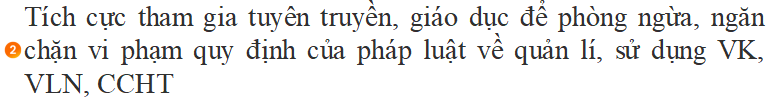 Tích cực tham gia tuyên truyền, giáo dục để phòng ngừa, ngăn
2 chặn vi phạm quy định của pháp luật về quản lí, sử dụng VK,
VLN, CCHT